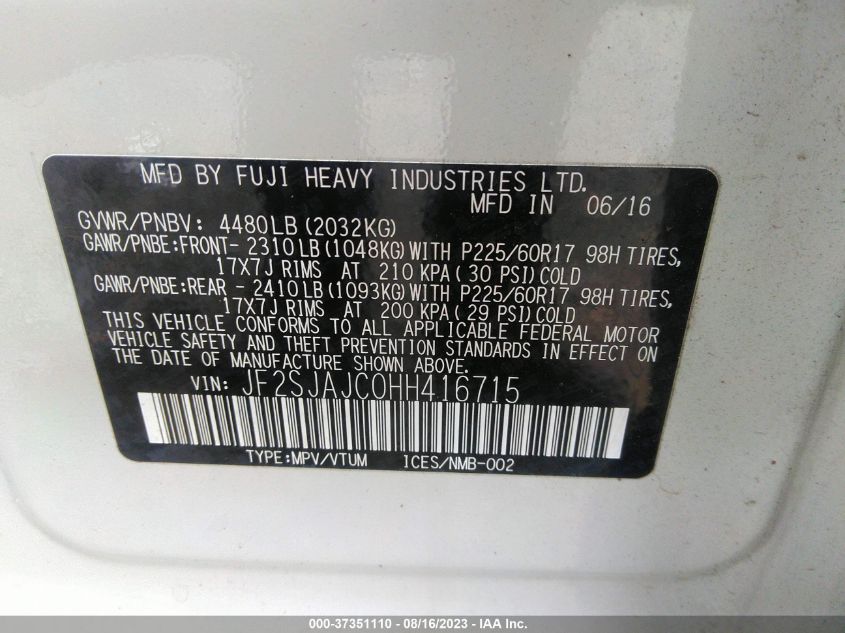 MFD BY FUJI HEAVY INDUSTRIES LTD.
MFD IN 06/16
GVWR/PNBV: 4480LB (2032KG)
GAWR/PNBE:FRONT- 2310LB (1048KG) WITH P225/60R17 98H TIRES,
17X7J RIMS AT 210 KPA ( 30 PSI) COLD
GAWR/PNBE:REAR - 2410LB (1093KG) WITH P225/60R17 98H TIRES,
17X7J RIMS AT 200 KPA ( 29 PSI) COLD
THIS VEHICLE CONFORMS TO ALL APPLICABLE FEDERAL MOTOR
VEHICLE SAFETY AND THEFT PREVENTION STANDARDS IN EFFECT ON
THE DATE OF MANUFACTURE SHOWN ABOVE.
VIN: JF2SJAJC0HH416715
TYPE:MPV/VTUM ICES/NMB-002
000-37351110 - 08/16/2023 - IAA Inc.